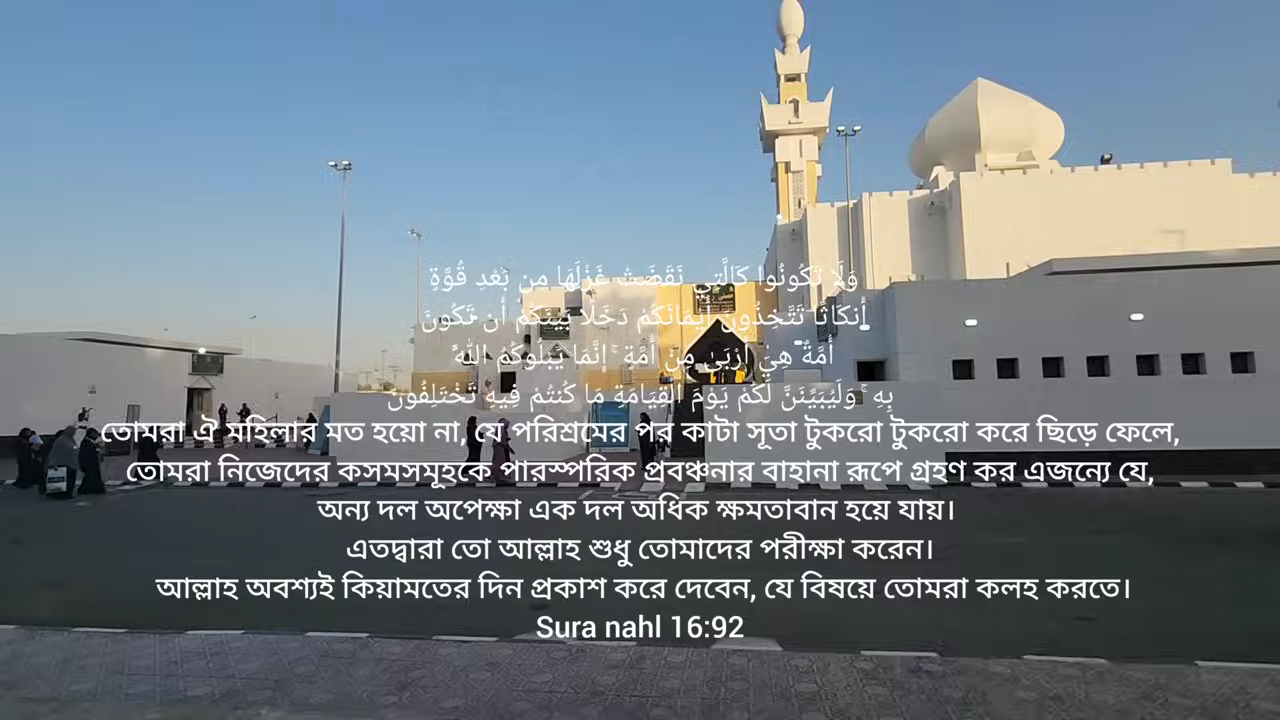 وَلَا تَكُونُوا كَالَّتِي نَقَضَتْ غَزْلَهَا مِن بَعْدِ قُوَّةٍ
أَنكَاثًا تَتَّخِذُونَ أَيْمَانَكُمْ دَخَلًا بَيْنَكُمْ أَن تَكُونَ
أُمَّةٌ هِيَ أَرْبَىٰ مِنْ أُمَّةٍ ۚ إِنَّمَا يَبْلُوكُمُ اللَّهُ
بِهِ ۚ وَلَيُبَيِّنَنَّ لَكُمْ يَوْمَ الْقِيَامَةِ مَا كُنتُمْ فِيهِ تَخْتَلِفُونَ
তোমরা ঐ মহিলার মত হয়ো না, যে পরিশ্রমের পর কাটা সূতা টুকরো টুকরো করে ছিড়ে ফেলে,
তোমরা নিজেদের কসমসমূহকে পারস্পরিক প্রবঞ্চনার বাহানা রূপে গ্রহণ কর এজন্যে যে,
অন্য দল অপেক্ষা এক দল অধিক ক্ষমতাবান হয়ে যায়।
এতদ্বারা তো আল্লাহ শুধু তোমাদের পরীক্ষা করেন।
আল্লাহ অবশ্যই কিয়ামতের দিন প্রকাশ করে দেবেন, যে বিষয়ে তোমরা কলহ করতে।
Sura nahl 16:92